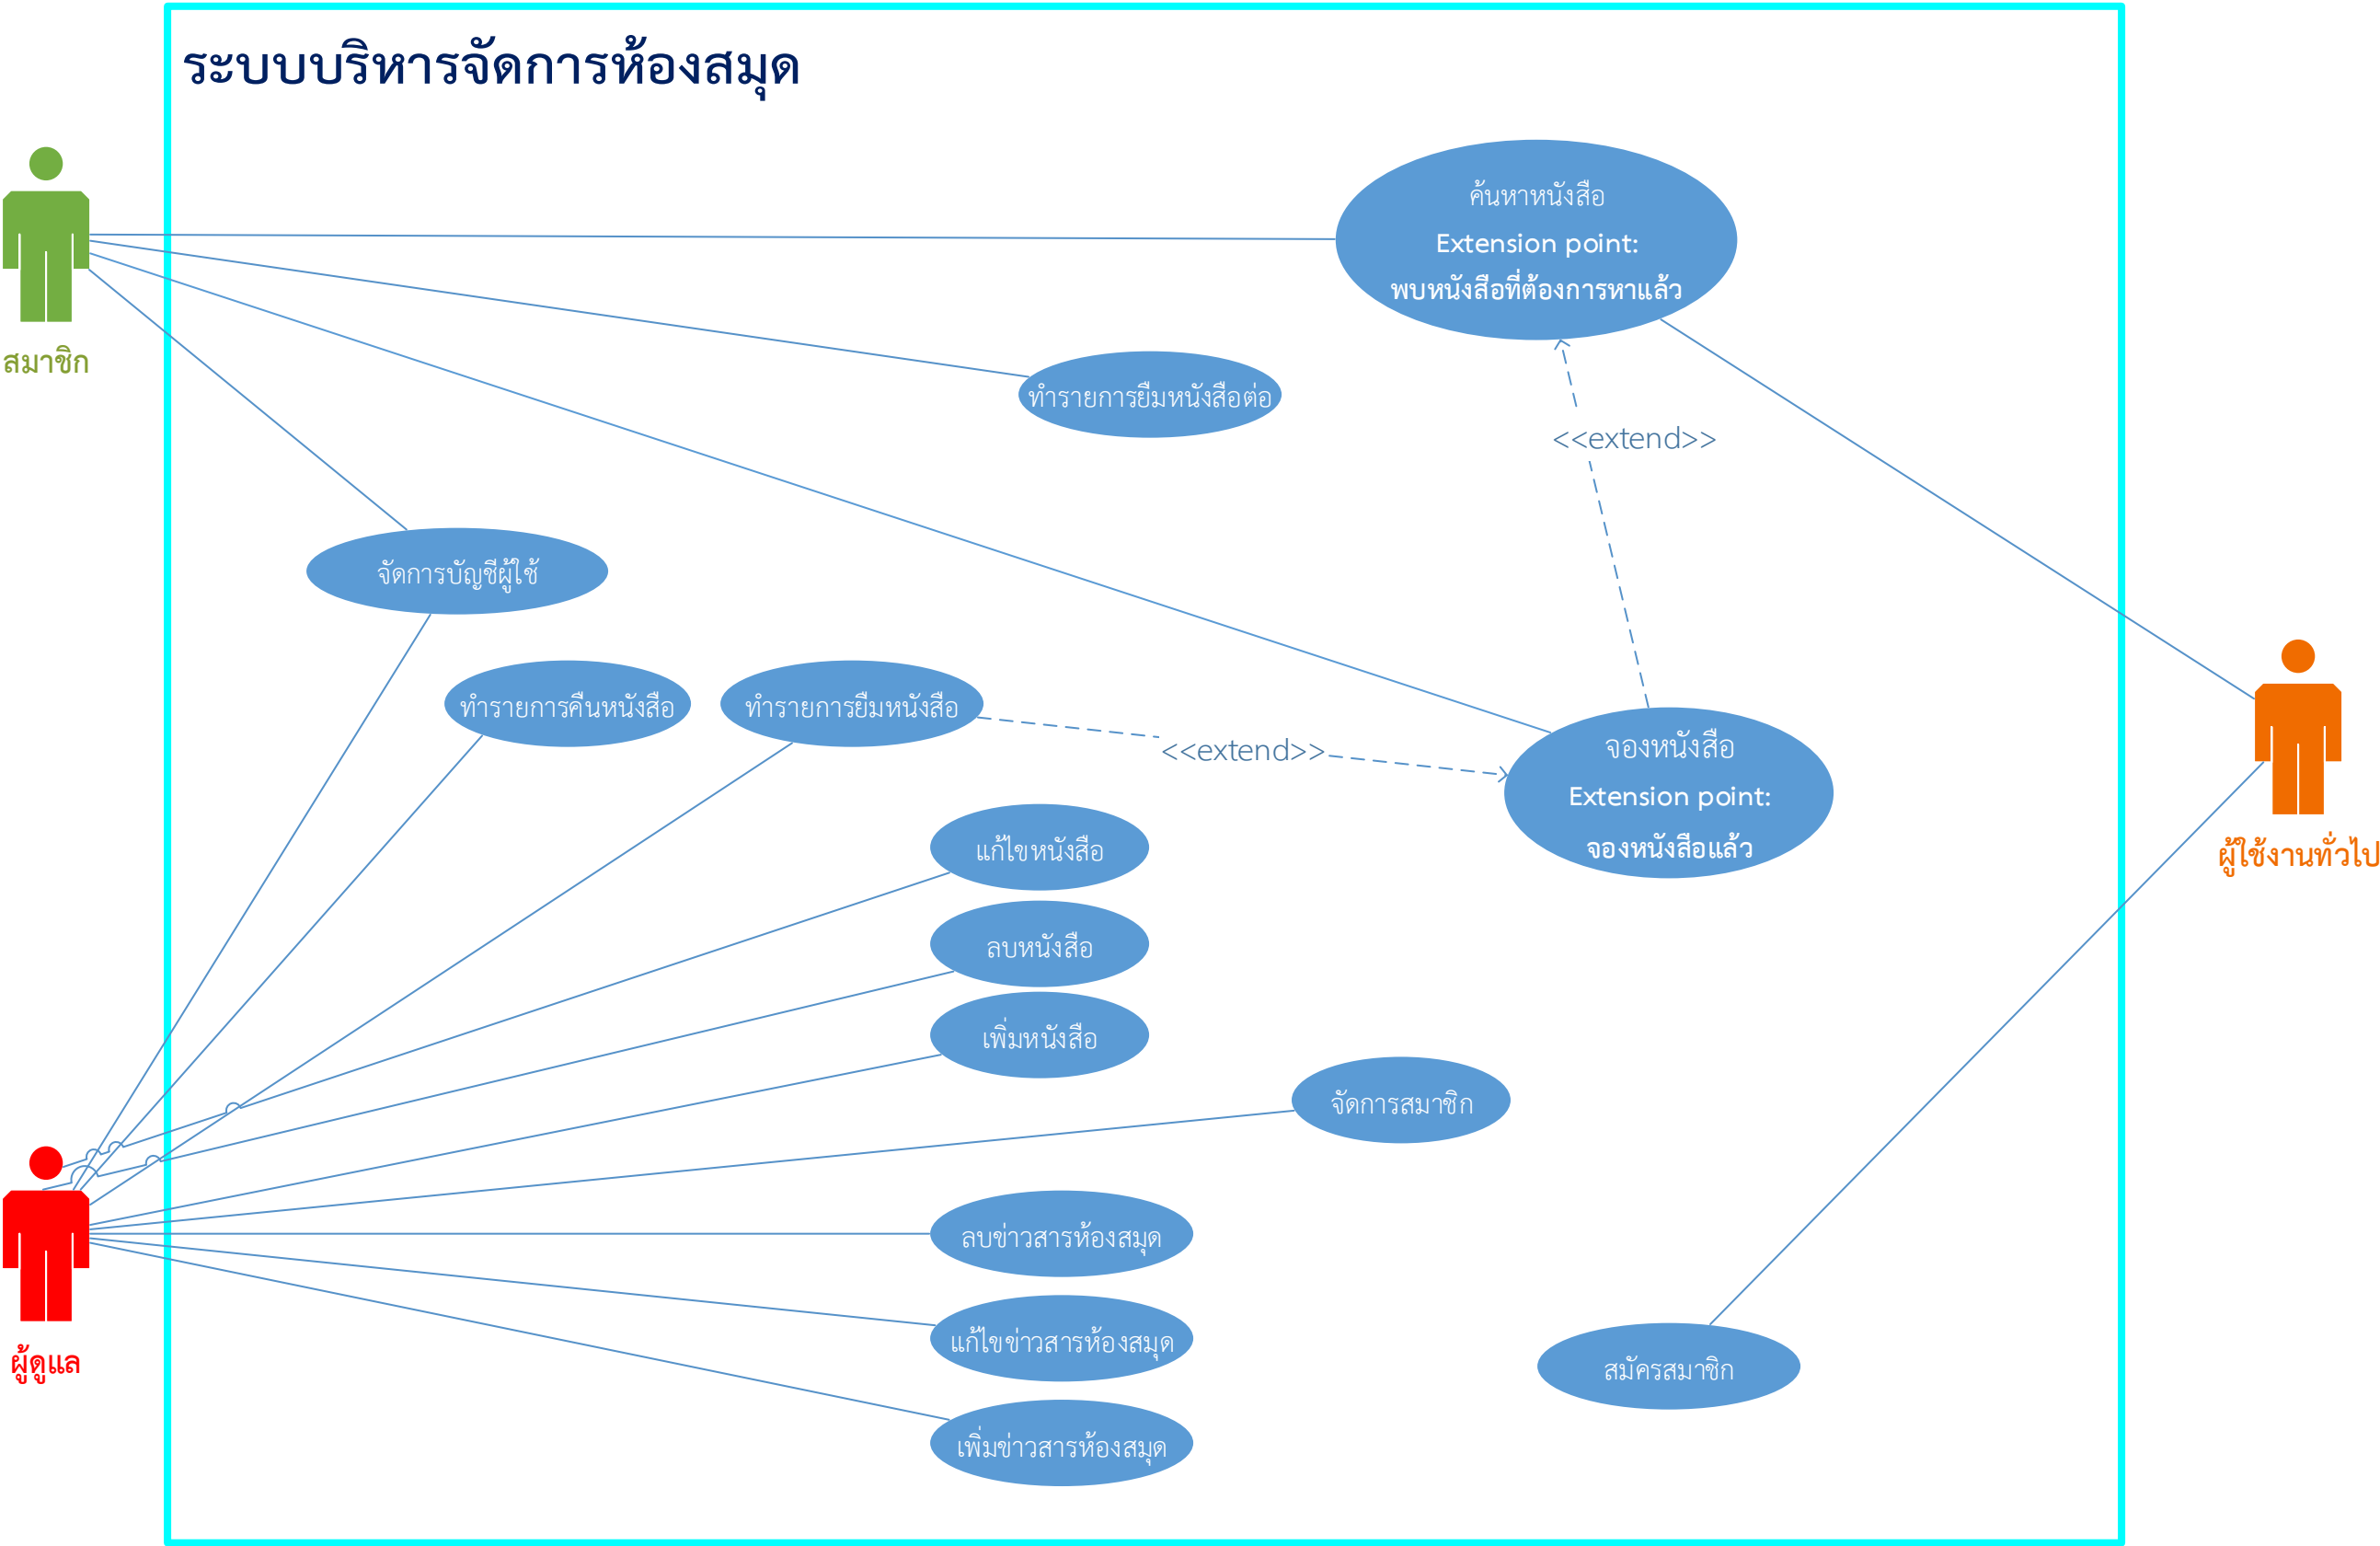 ระบบบริหารจัดการห้องสมุด
ค้นหาหนังสือ
Extension point:
พบหนังสือที่ต้องการหาแล้ว
สมาชิก
ทำรายการยืมหนังสือต่อ
<<extend>>
จัดการบัญชีผู้ใช้
ทำรายการคืนหนังสือ
ทำรายการยืมหนังสือ
<<extend>>
จองหนังสือ
Extension point:
จองหนังสือแล้ว
แก้ไขหนังสือ
ผู้ใช้งานทั่วไป
ลบหนังสือ
เพิ่มหนังสือ
จัดการสมาชิก
ลบข่าวสารห้องสมุด
แก้ไขข่าวสารห้องสมุด
ผู้ดูแล
สมัครสมาชิก
เพิ่มข่าวสารห้องสมุด